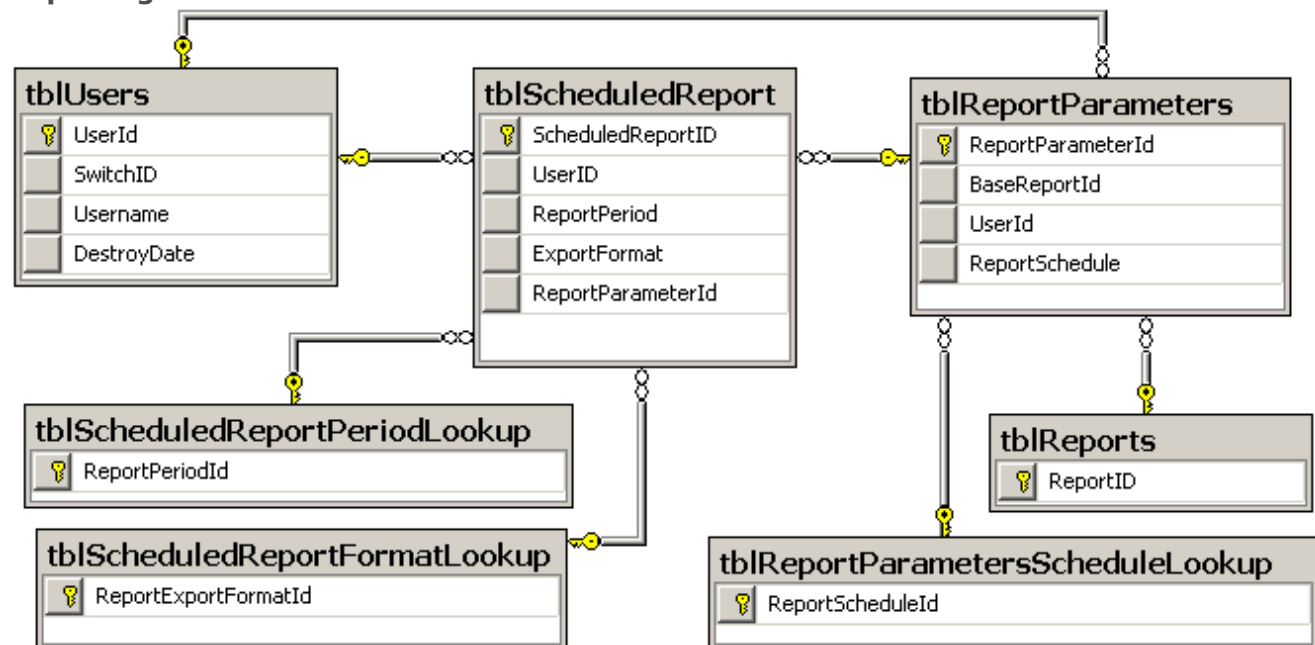 tblUsers
UserId
SwitchID
Username
DestroyDate
tblScheduledReport
ScheduledReportID
UserID
ReportPeriod
ExportFormat
ReportParameterId
tblReportParameters
ReportParameterId
BaseReportId
UserId
ReportSchedule
tblScheduledReportPeriodLookup
ReportPeriodId
tblReports
ReportID
tblScheduledReportFormatLookup
ReportExportFormatId
tblReportParametersScheduleLookup
ReportScheduleId